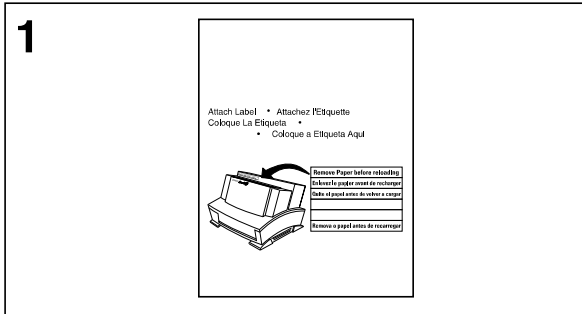 1
Attach Label • Attachez l'Etiquette
Coloque La Etiqueta •
• Coloque a Etiqueta Aqui
Remove Paper before reloading
Enlever le papier avant de recharger
Quite el papel antes de volver a cargar
Remova o papel antes de recarregar